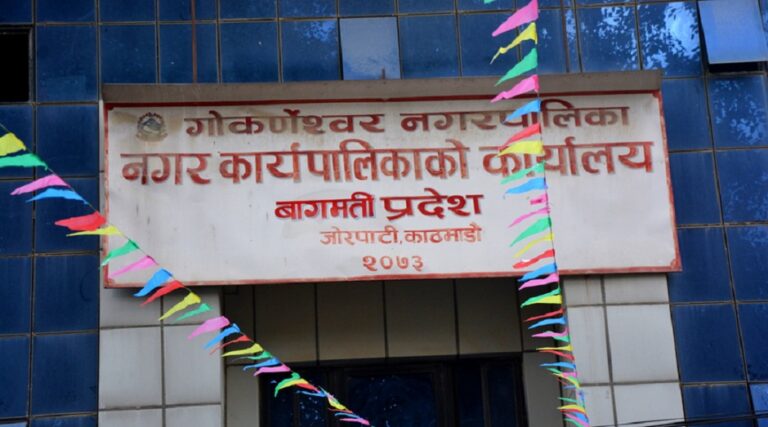 गोकर्णेश्वर नगरपालिका
नगर कार्यपालिकाको कार्यालय
बागमती प्रदेश
जोरपाटी, काठमाडौ
२०७३